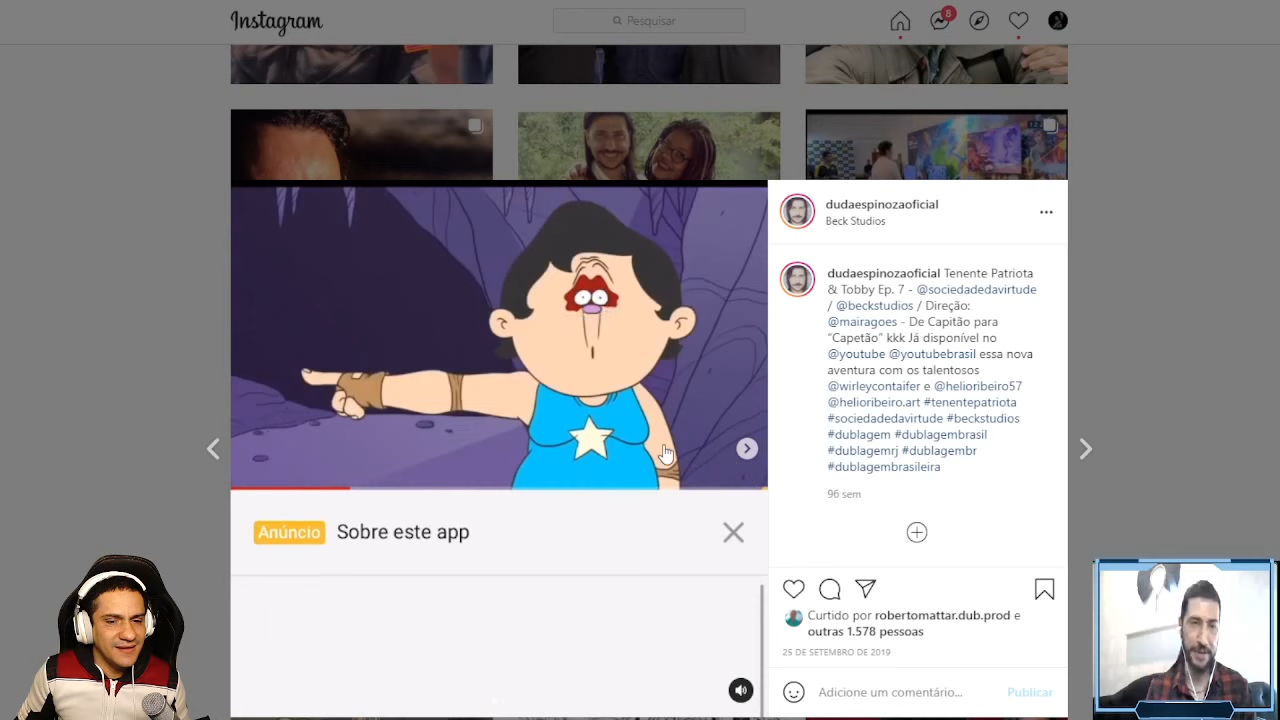 Instagram
Pesquisar
8
dudaespinozaoficial
Beck Studios
dudaespinozaoficial Tenente Patriota
& Tobby Ep. 7 - @sociedadedavirtude
/ @beckstudios / Direção:
@mairagoes - De Capitão para
“Capetão” kkk Já disponível no
@youtube @youtubebrasil essa nova
aventura com os talentosos
@wirleycontaifer e @helioribeiro57
@helioribeiro.art #tenentepatriota
#sociedadedavirtude #beckstudios
#dublagem #dublagembrasil
#dublagemrj #dublagembr
#dublagembrasileira
96 sem
Anúncio Sobre este app
Curtido por robertomattar.dub.prod e
outras 1.578 pessoas
25 DE SETEMBRO DE 2019
Adicione um comentário... Publicar